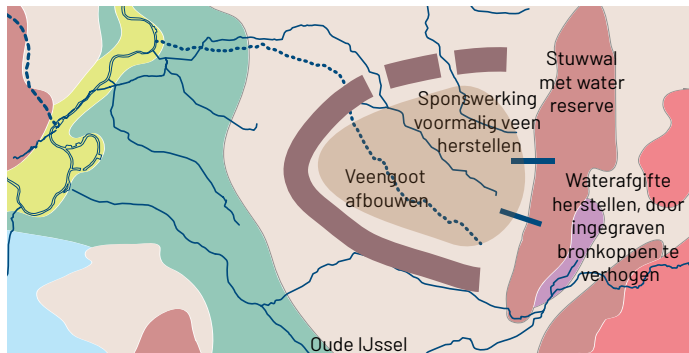 Stuwwal
met water
reserve
Sponswerking
voormalig veen
herstellen
Veengoot
afbouwen
Waterafgifte
herstellen, door
ingegraven
bronkoppen te
verhogen
Oude IJssel